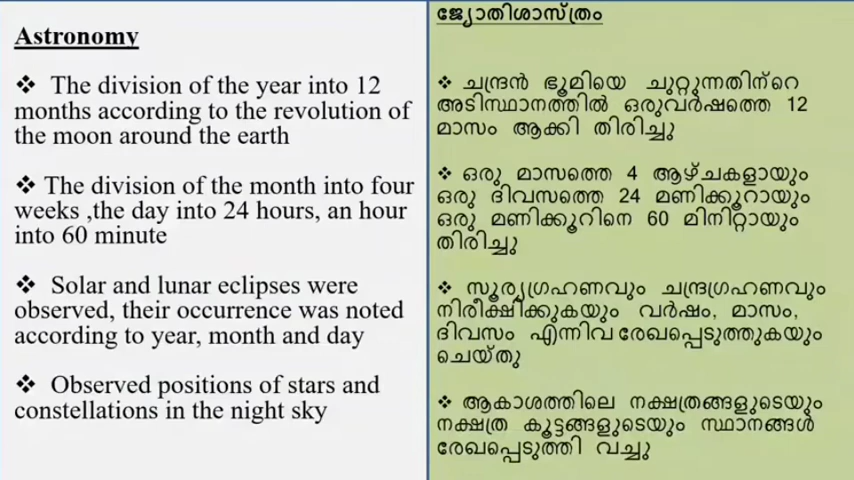 Astronomy
❖ The division of the year into 12
months according to the revolution of
the moon around the earth
❖ The division of the month into four
weeks ,the day into 24 hours, an hour
into 60 minute
❖ Solar and lunar eclipses were
observed, their occurrence was noted
according to year, month and day
❖ Observed positions of stars and
constellations in the night sky
ജ്യോതിശാസ്ത്രം
❖ ചന്ദ്രൻ ഭൂമിയെ ചുറ്റുന്നതിന്റെ
അടിസ്ഥാനത്തിൽ ഒരുവർഷത്തെ 12
മാസം ആക്കി തിരിച്ചു
❖ ഒരു മാസത്തെ 4 ആഴ്ചകളായും
ഒരു ദിവസത്തെ 24 മണിക്കൂറായും
ഒരു മണിക്കൂറിനെ 60 മിനിറ്റായും
തിരിച്ചു
❖ സൂര്യഗ്രഹണവും ചന്ദ്രഗ്രഹണവും
നിരീക്ഷിക്കുകയും വർഷം, മാസം,
ദിവസം എന്നിവ രേഖപ്പെടുത്തുകയും
ചെയ്തു
❖ ആകാശത്തിലെ നക്ഷത്രങ്ങളുടെയും
നക്ഷത്ര കൂട്ടങ്ങളുടെയും സ്ഥാനങ്ങൾ
രേഖപ്പെടുത്തി വച്ചു